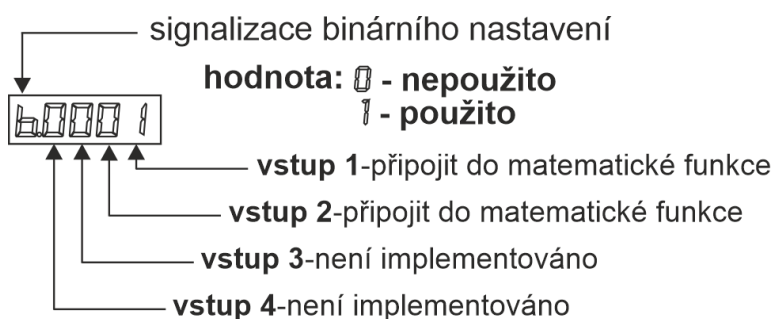 signalizace binárního nastavení
hodnota: 0 - nepoužito
1 - použito
b.0001
vstup 1-připojit do matematické funkce
vstup 2-připojit do matematické funkce
vstup 3-není implementováno
vstup 4-není implementováno